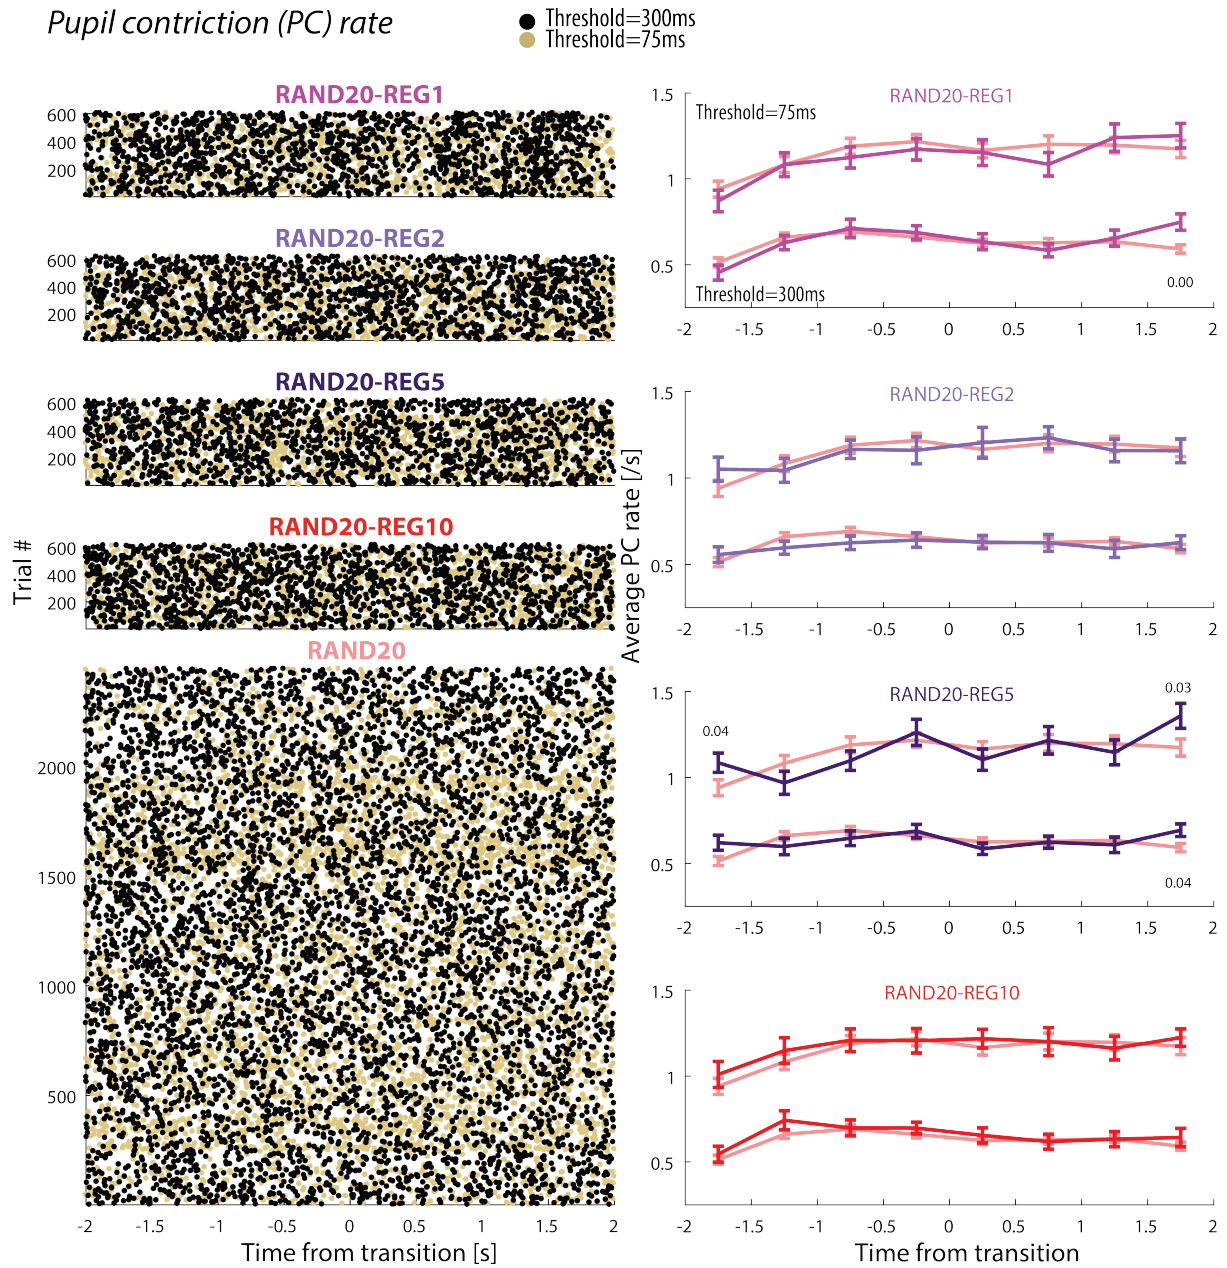 Pupil contriction (PC) rate
Threshold=300ms
Threshold=75ms
RAND20-REG1
600
400
200
RAND20-REG2
600
400
200
RAND20-REG5
600
400
200
RAND20-REG10
600
400
200
Trial #
RAND20
2000
1500
1000
500
-2 -1.5 -1 -0.5 0 0.5 1 1.5 2
Time from transition [s]
Average PC rate [/s]
RAND20-REG1
Threshold=75ms
1.5
1
0.5
Threshold=300ms
0.00
-2 -1.5 -1 -0.5 0 0.5 1 1.5 2
RAND20-REG2
1.5
1
0.5
-2 -1.5 -1 -0.5 0 0.5 1 1.5 2
RAND20-REG5
1.5
1
0.5
0.04
0.03
0.04
-2 -1.5 -1 -0.5 0 0.5 1 1.5 2
RAND20-REG10
1.5
1
0.5
-2 -1.5 -1 -0.5 0 0.5 1 1.5 2
Time from transition